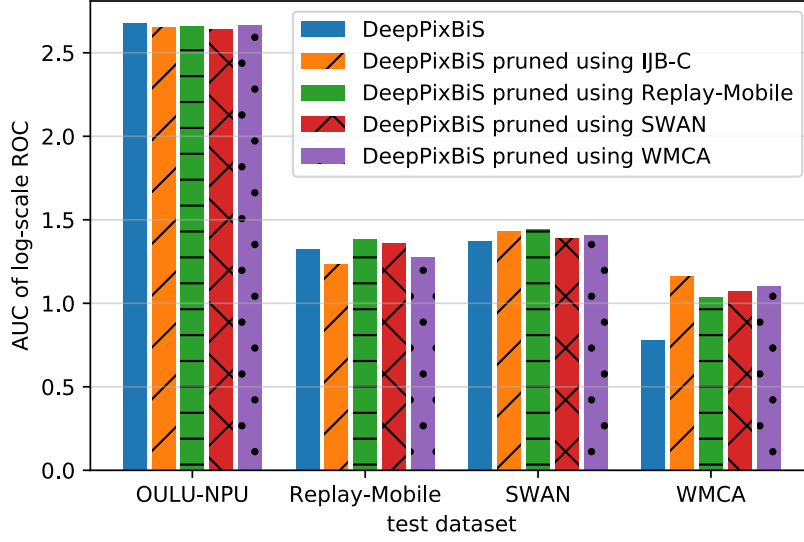 AUC of log-scale ROC
2.5
2.0
1.5
1.0
0.5
0.0
DeepPixBiS
DeepPixBiS pruned using IJB-C
DeepPixBiS pruned using Replay-Mobile
DeepPixBiS pruned using SWAN
DeepPixBiS pruned using WMCA
OULU-NPU Replay-Mobile SWAN WMCA
test dataset